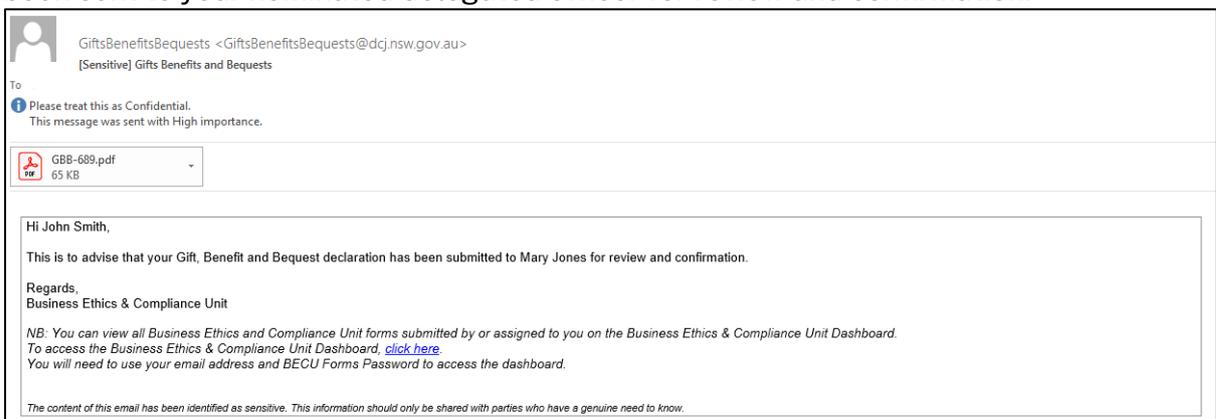 GiftsBenefitsBequests <GiftsBenefitsBequests@dcj.nsw.gov.au>
[Sensitive] Gifts Benefits and Bequests
To
Please treat this as Confidential.
This message was sent with High importance.
PDF
GBB-689.pdf
65 KB
Hi John Smith,
This is to advise that your Gift, Benefit and Bequest declaration has been submitted to Mary Jones for review and confirmation.
Regards,
Business Ethics & Compliance Unit
NB: You can view all Business Ethics and Compliance Unit forms submitted by or assigned to you on the Business Ethics & Compliance Unit Dashboard.
To access the Business Ethics & Compliance Unit Dashboard, click here.
You will need to use your email address and BECU Forms Password to access the dashboard.
The content of this email has been identified as sensitive. This information should only be shared with parties who have a genuine need to know.